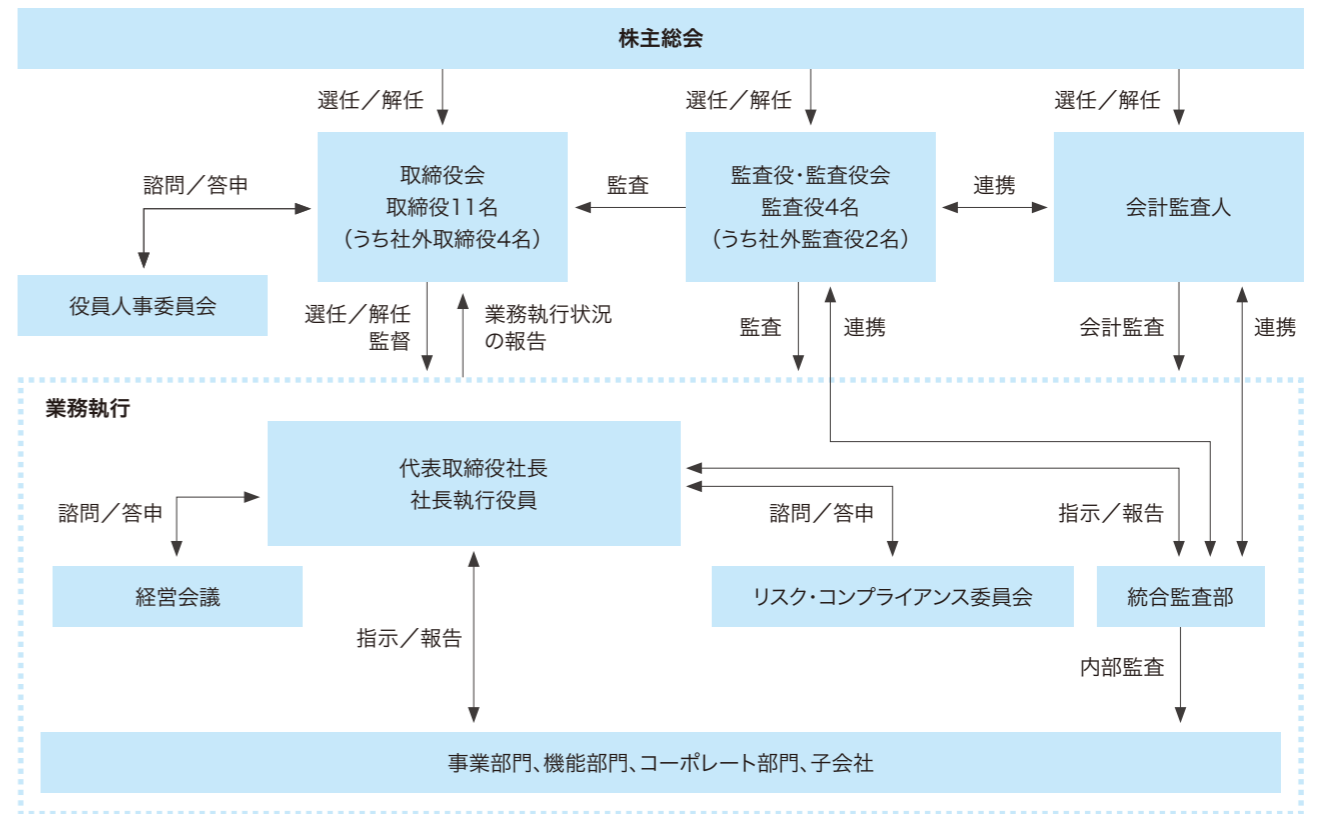 株主総会
選任／解任
選任／解任
選任／解任
取締役会
取締役11名
（うち社外取締役4名）
監査役・監査役会
監査役4名
（うち社外監査役2名）
会計監査人
諮問／答申
監査
連携
役員人事委員会
選任／解任
監督
業務執行状況
の報告
監査
連携
会計監査
連携
業務執行
代表取締役社長
社長執行役員
諮問／答申
諮問／答申
指示／報告
経営会議
リスク・コンプライアンス委員会
統合監査部
指示／報告
内部監査
事業部門、機能部門、コーポレート部門、子会社